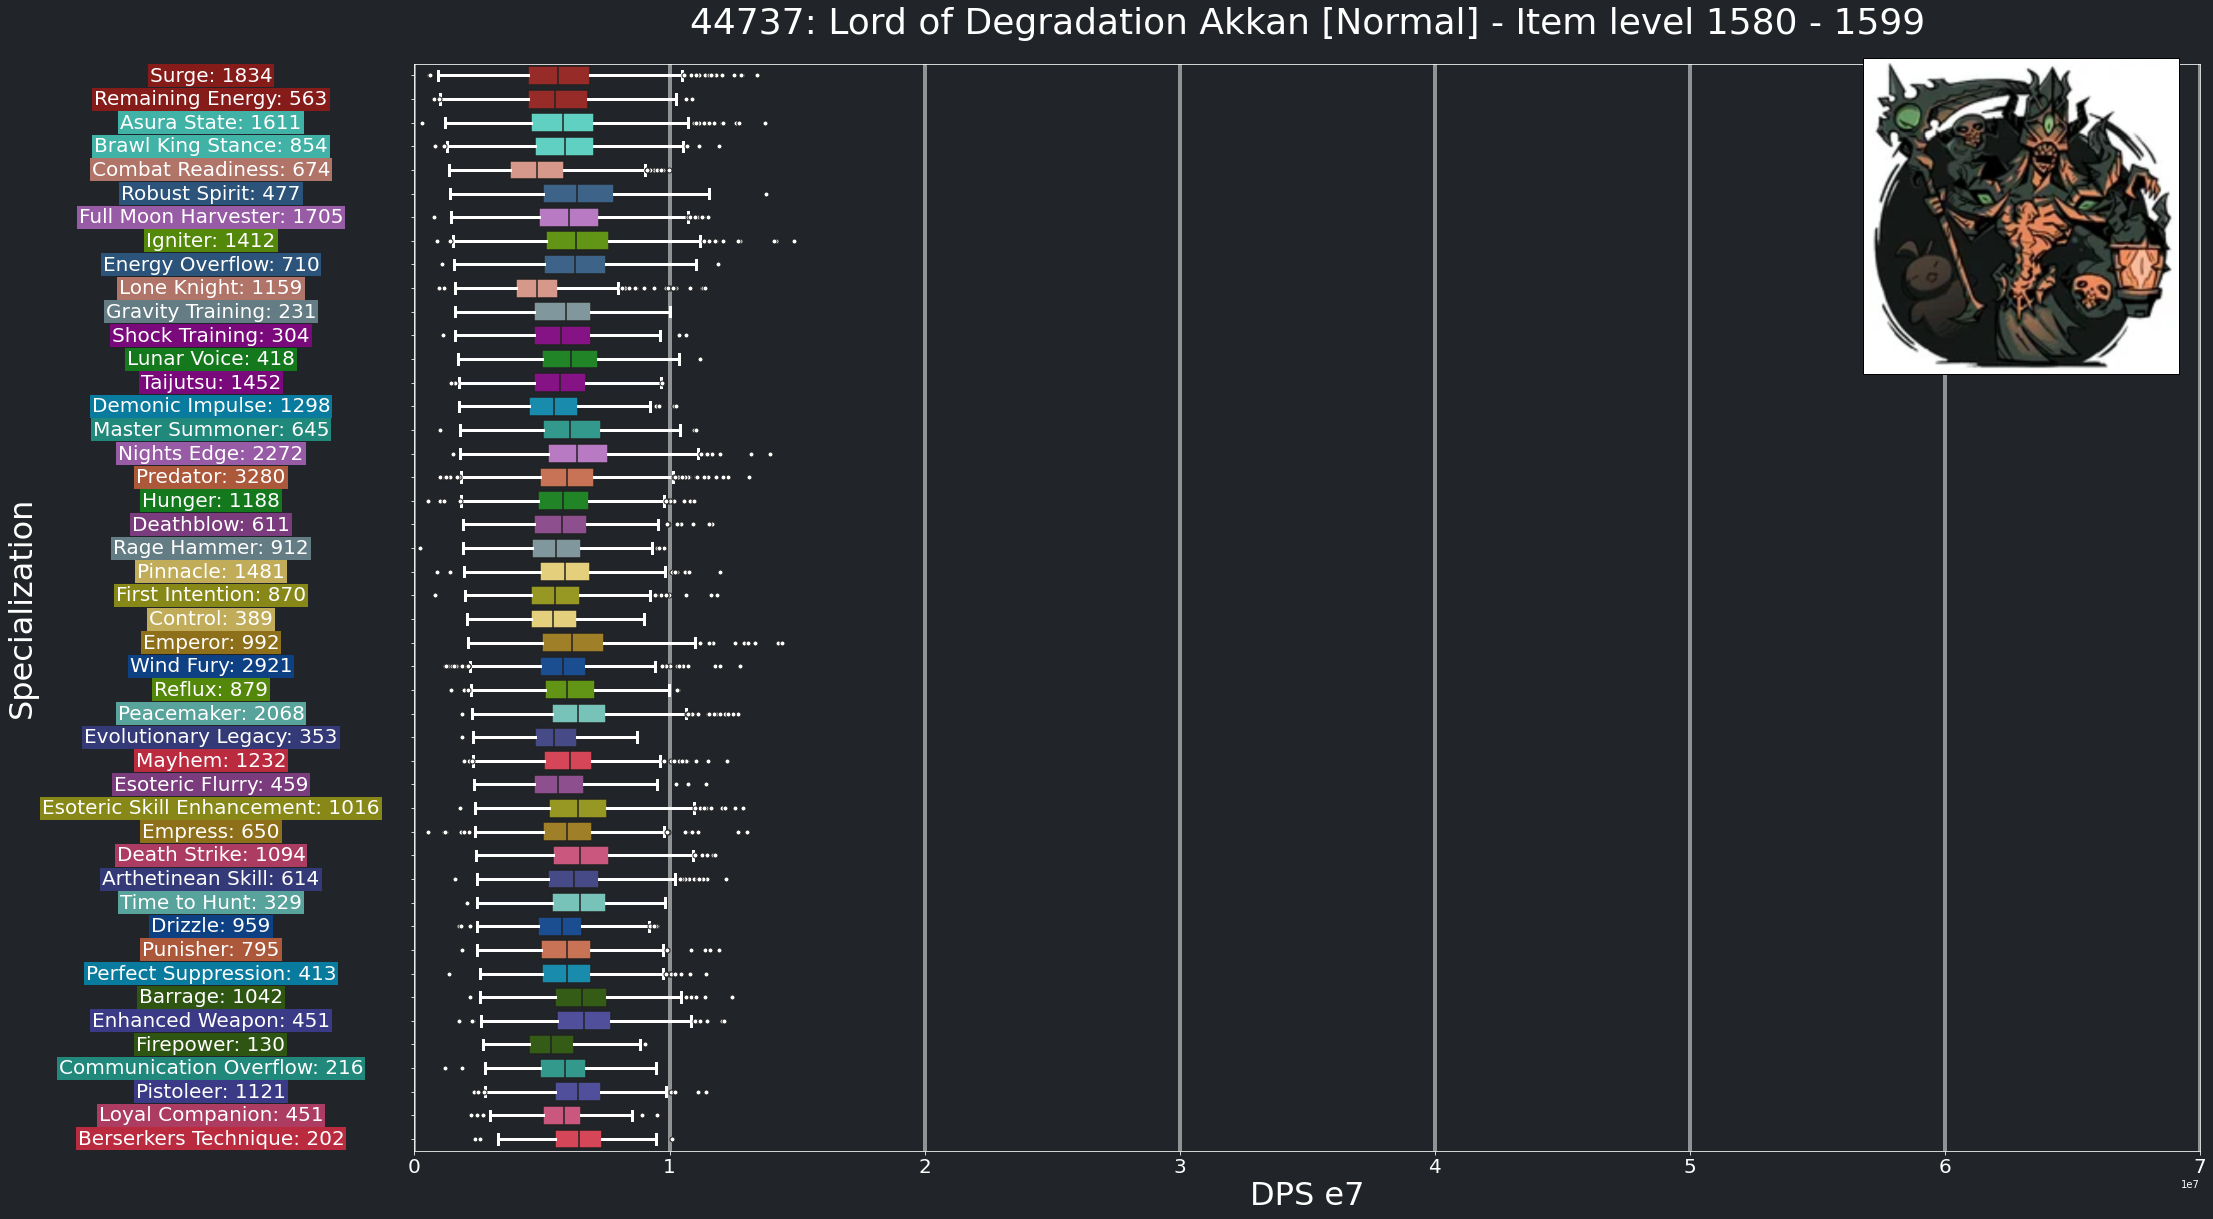 44737: Lord of Degradation Akkan [Normal] - Item level 1580 - 1599
Specialization
Surge: 1834
Remaining Energy: 563
Asura State: 1611
Brawl King Stance: 854
Combat Readiness: 674
Robust Spirit: 477
Full Moon Harvester: 1705
Igniter: 1412
Energy Overflow: 710
Lone Knight: 1159
Gravity Training: 231
Shock Training: 304
Lunar Voice: 418
Taijutsu: 1452
Demonic Impulse: 1298
Master Summoner: 645
Nights Edge: 2272
Predator: 3280
Hunger: 1188
Deathblow: 611
Rage Hammer: 912
Pinnacle: 1481
First Intention: 870
Control: 389
Emperor: 992
Wind Fury: 2921
Reflux: 879
Peacemaker: 2068
Evolutionary Legacy: 353
Mayhem: 1232
Esoteric Flurry: 459
Esoteric Skill Enhancement: 1016
Empress: 650
Death Strike: 1094
Arthetinean Skill: 614
Time to Hunt: 329
Drizzle: 959
Punisher: 795
Perfect Suppression: 413
Barrage: 1042
Enhanced Weapon: 451
Firepower: 130
Communication Overflow: 216
Pistoleer: 1121
Loyal Companion: 451
Berserkers Technique: 202
0 1 2 3 4 5 6 7
1e7
DPS e7